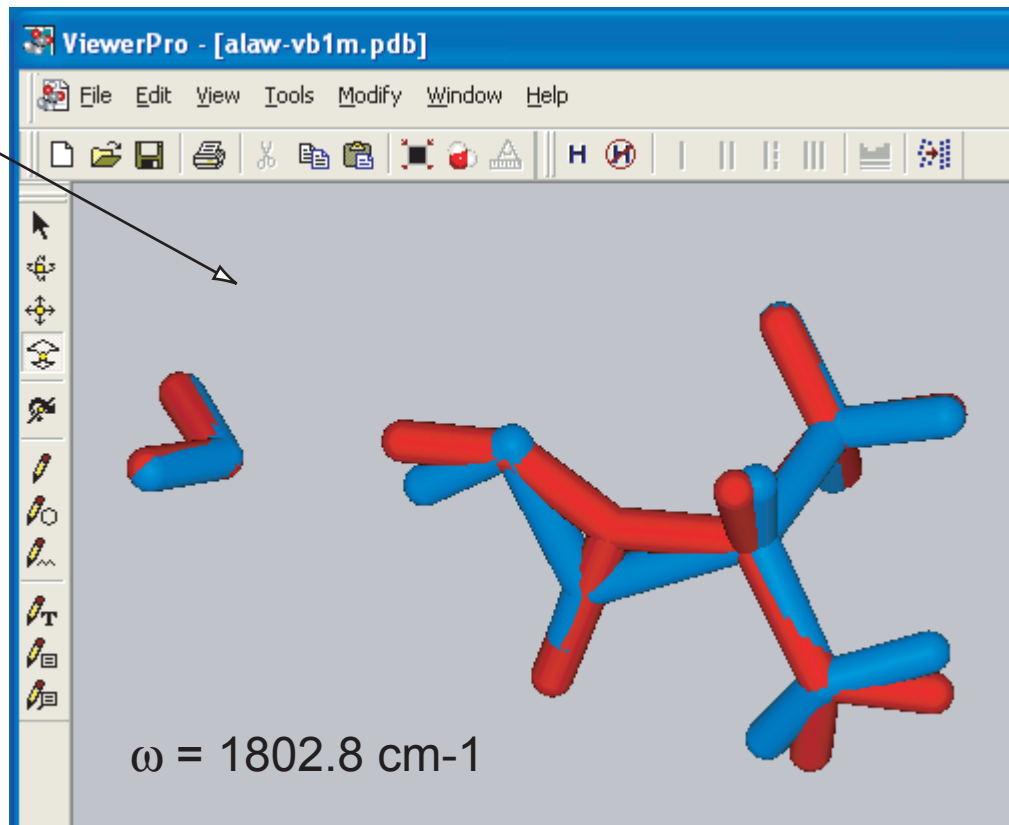 ViewerPro - [alaw-vb1m.pdb]
File Edit View Tools Modify Window Help
H H
T
ω = 1802.8 cm-1